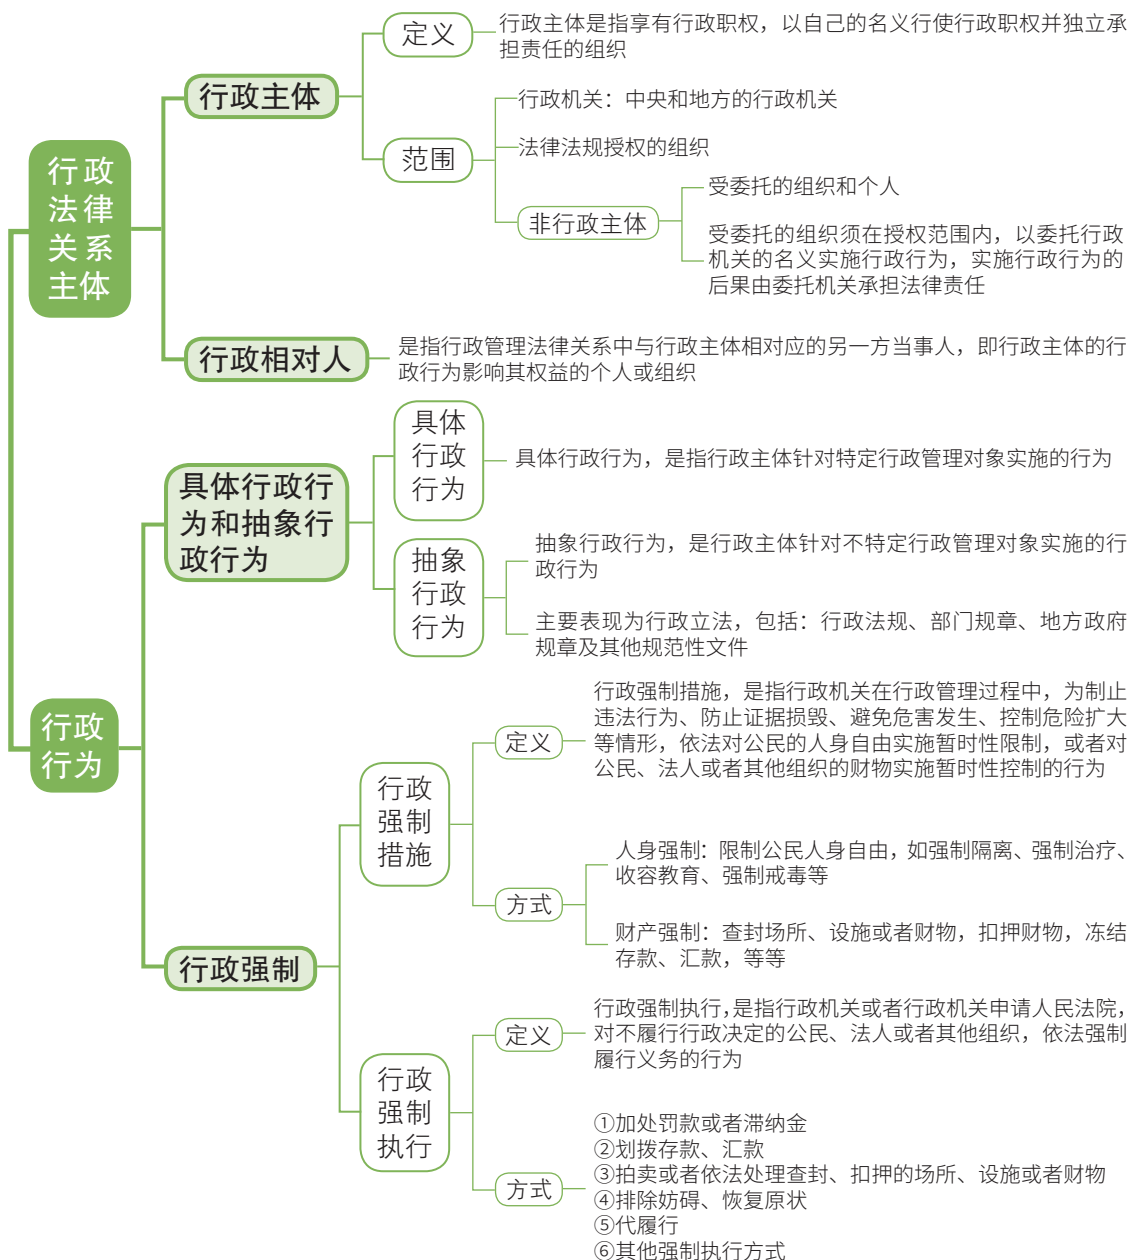 行政
法律
关系
主体
行政主体
定义
行政主体是指享有行政职权，以自己的名义行使行政职权并独立承
担责任的组织
范围
行政机关：中央和地方的行政机关
法律法规授权的组织
非行政主体
受委托的组织和个人
受委托的组织须在授权范围内，以委托行政
机关的名义实施行政行为，实施行政行为的
后果由委托机关承担法律责任
行政相对人
是指行政管理法律关系中与行政主体相对应的另一方当事人，即行政主体的行
政行为影响其权益的个人或组织
行政
行为
具体行政行
为和抽象行
政行为
具体
行政
行为
具体行政行为，是指行政主体针对特定行政管理对象实施的行为
抽象
行政
行为
抽象行政行为，是行政主体针对不特定行政管理对象实施的行
政行为
主要表现为行政立法，包括：行政法规、部门规章、地方政府
规章及其他规范性文件
行政强制
行政
强制
措施
定义
行政强制措施，是指行政机关在行政管理过程中，为制止
违法行为、防止证据损毁、避免危害发生、控制危险扩大
等情形，依法对公民的人身自由实施暂时性限制，或者对
公民、法人或者其他组织的财物实施暂时性控制的行为
方式
人身强制：限制公民人身自由，如强制隔离、强制治疗、
收容教育、强制戒毒等
财产强制：查封场所、设施或者财物，扣押财物，冻结
存款、汇款，等等
行政
强制
执行
定义
行政强制执行，是指行政机关或者行政机关申请人民法院，
对不履行行政决定的公民、法人或者其他组织，依法强制
履行义务的行为
方式
①加处罚款或者滞纳金
②划拨存款、汇款
③拍卖或者依法处理查封、扣押的场所、设施或者财物
④排除妨碍、恢复原状
⑤代履行
⑥其他强制执行方式